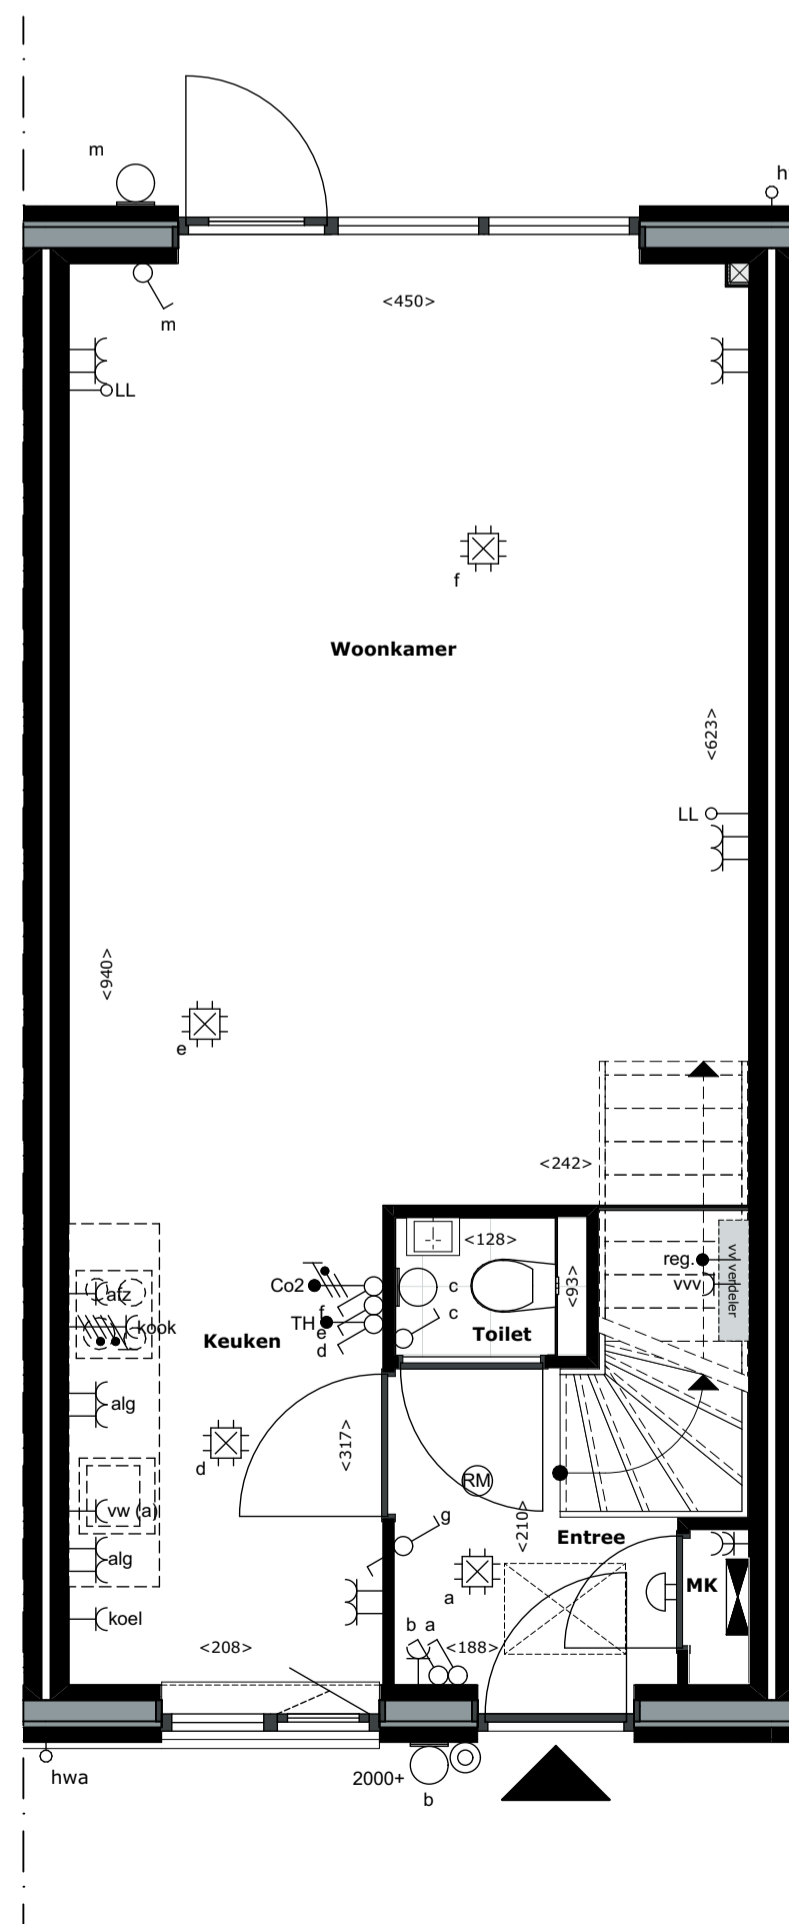 m
h
<450>
m
LL
f
Woonkamer
<623>
LL
<940>
e
<242>
<128>
vv verdeler
reg.
Co2
afz
c
<93>
vvv
f
c
TH
kook
e
Toilet
Keuken
d
alg
<317>
d
RM
vw (a)
g
<210>
Entree
alg
MK
a
koel
b a
<208>
<188>
hwa
2000+
b